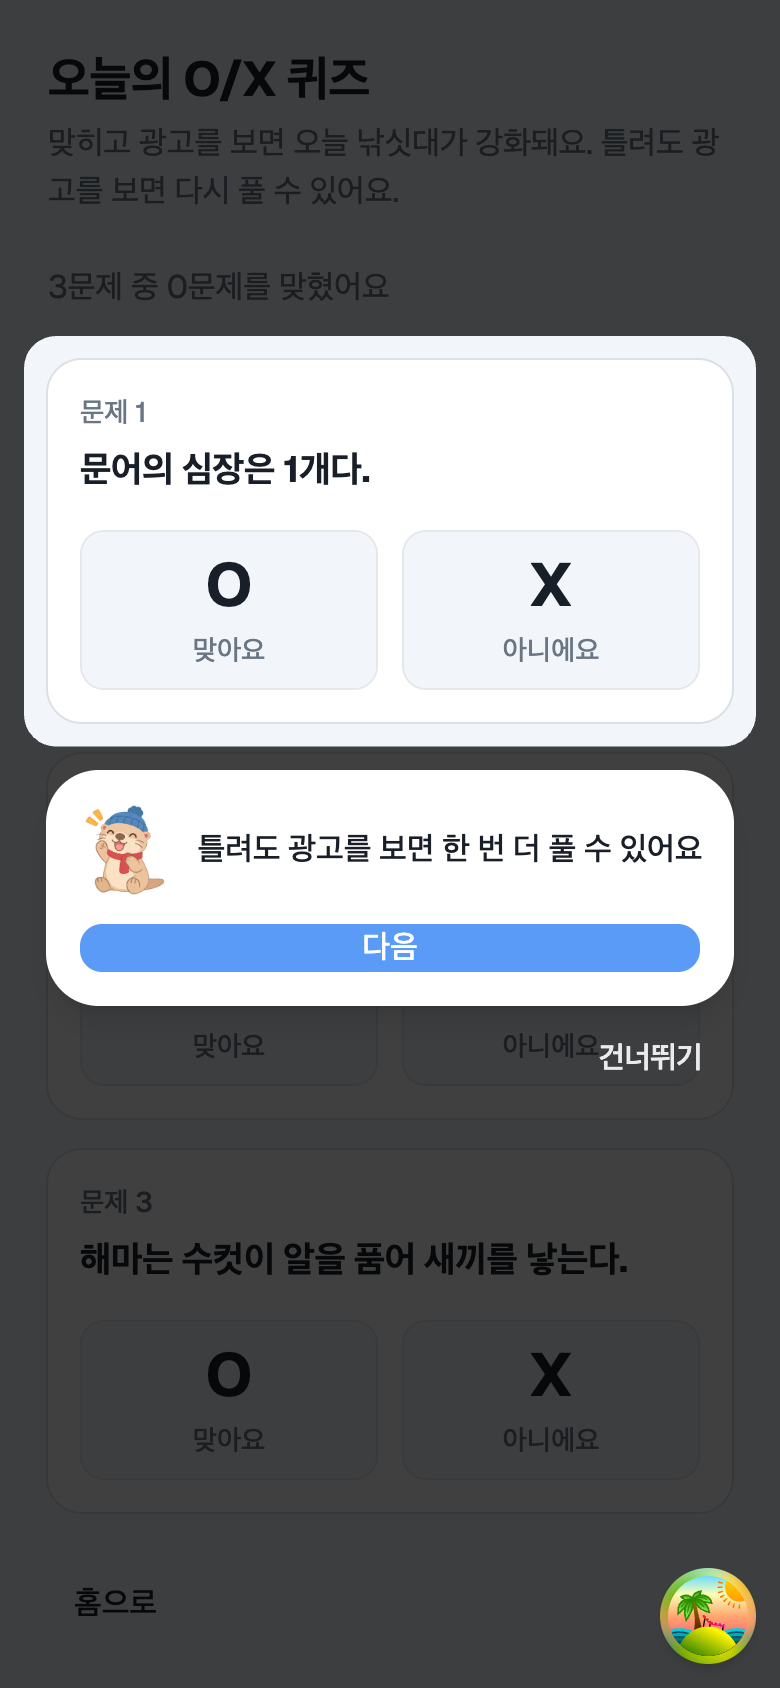 오늘의 O/X 퀴즈
맞히고 광고를 보면 오늘 낚싯대가 강화돼요. 틀려도 광
고를 보면 다시 풀 수 있어요.
3문제 중 0문제를 맞혔어요
문제 1
문어의 심장은 1개다.
O X
맞아요 아니에요
틀려도 광고를 보면 한 번 더 풀 수 있어요
다음
맞아요 아니에요
건너뛰기
문제 3
해마는 수컷이 알을 품어 새끼를 낳는다.
O X
맞아요 아니에요
홈으로